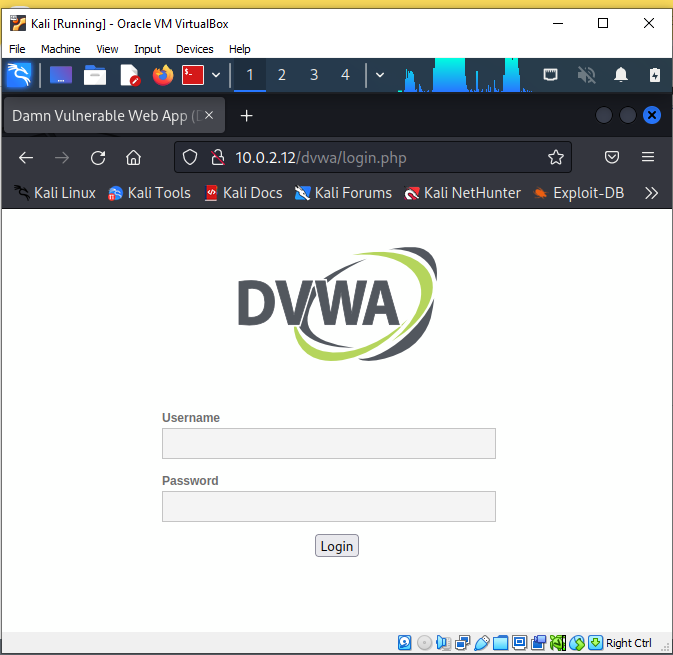 Kali [Running] - Oracle VM VirtualBox
File Machine View Input Devices Help
1 2 3 4
Damn Vulnerable Web App (D
10.0.2.12/dvwa/login.php
Kali Linux Kali Tools Kali Docs Kali Forums Kali NetHunter Exploit-DB
DVWA
Username
Password
Login
Right Ctrl